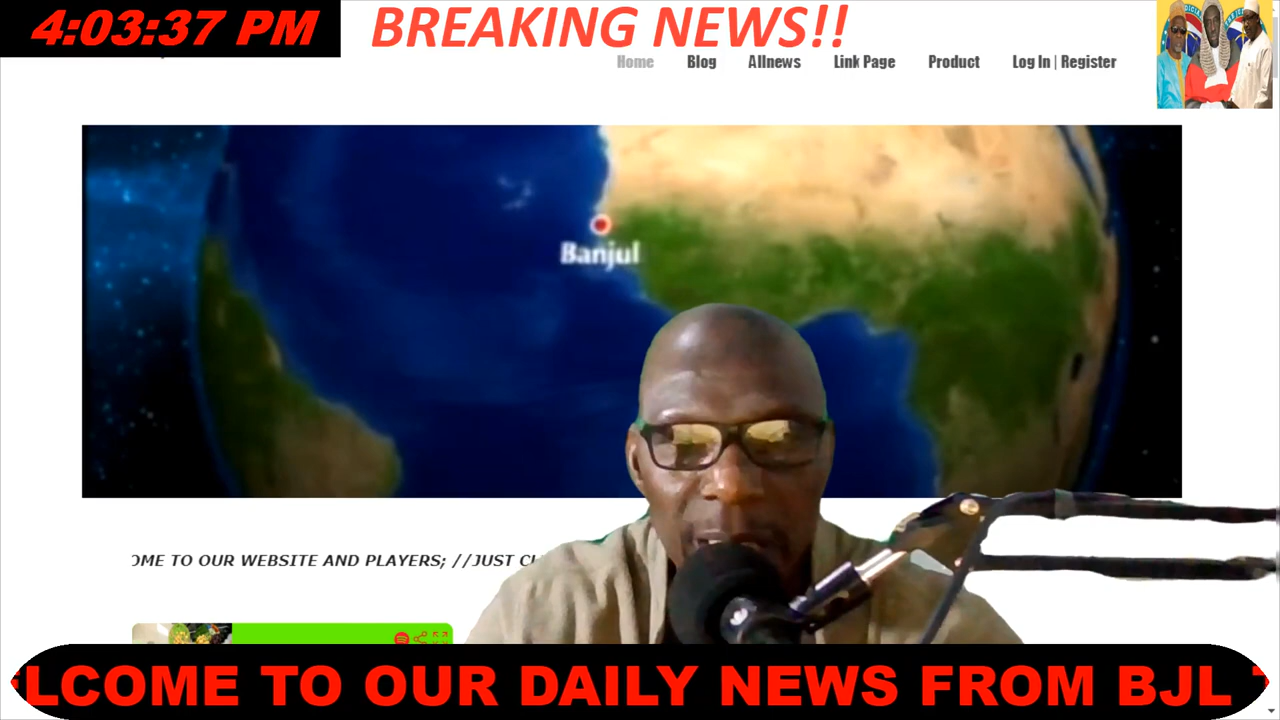 4:03:37 PM
BREAKING NEWS!!
Home Blog Allnews Link Page Product Log In | Register
Banjul
OME TO OUR WEBSITE AND PLAYERS; //JUST
LCOME TO OUR DAILY NEWS FROM BJL